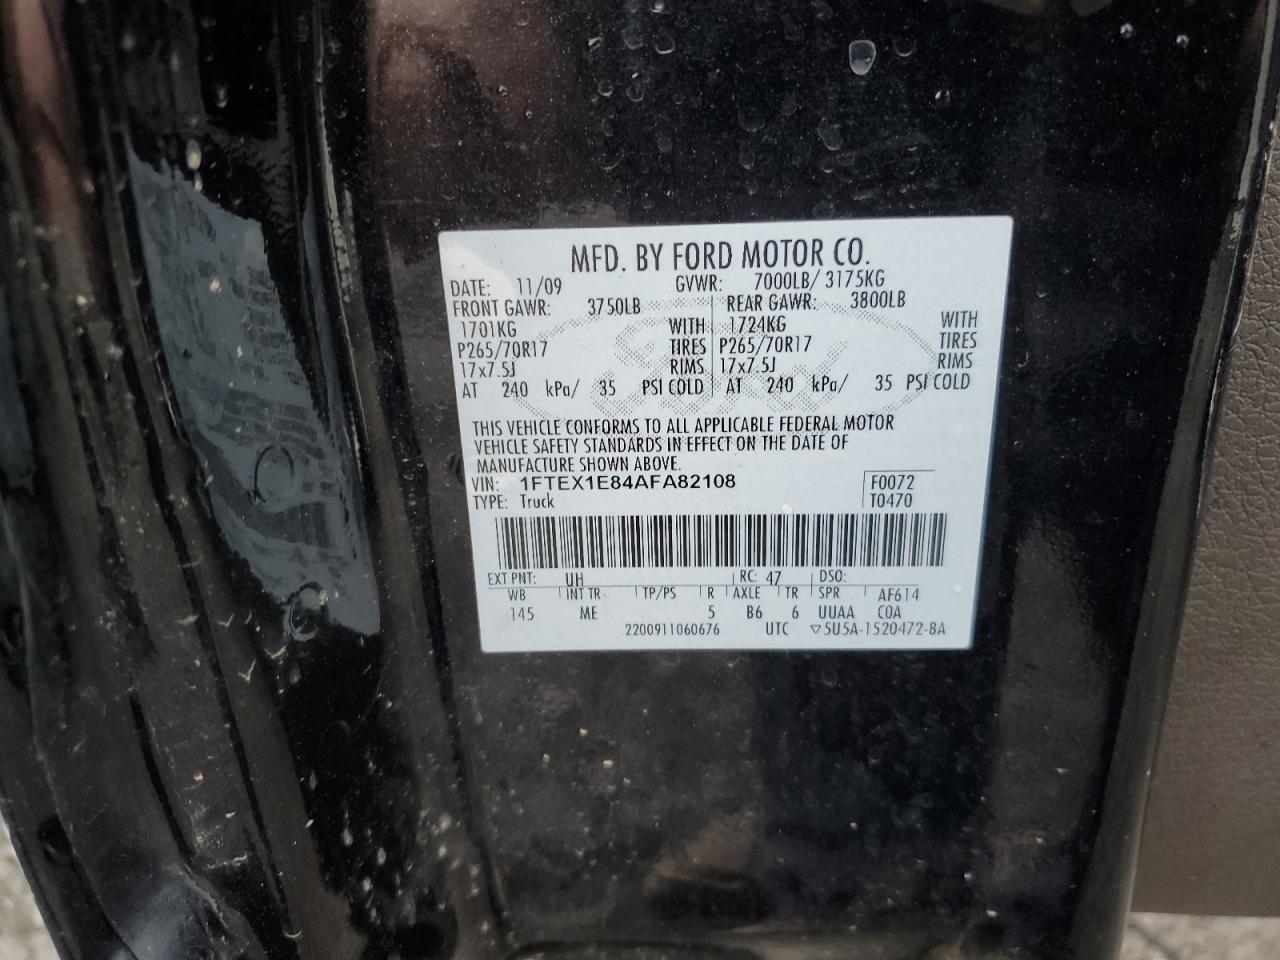 MFD. BY FORD MOTOR CO.
DATE: 11/09 GVWR: 7000LB/ 3175KG
FRONT GAWR: 3750LB REAR GAWR: 3800LB
1701KG WITH 1724KG WITH
P265/70R17 TIRES P265/70R17 TIRES
17x7.5J RIMS 17x7.5J RIMS
AT 240 kPa/ 35 PSI COLD AT 240 kPa/ 35 PSI COLD
THIS VEHICLE CONFORMS TO ALL APPLICABLE FEDERAL MOTOR
VEHICLE SAFETY STANDARDS IN EFFECT ON THE DATE OF
MANUFACTURE SHOWN ABOVE.
VIN: 1FTEX1E84AFA82108 F0072
TYPE: Truck T0470
EXT PNT: UH RC: 47 DSO:
WB INT TR TP/PS R AXLE TR SPR AF614
145 ME 5 B6 6 UUAA COA
2200911060676 UTC ▽5U5A-1520472-BA